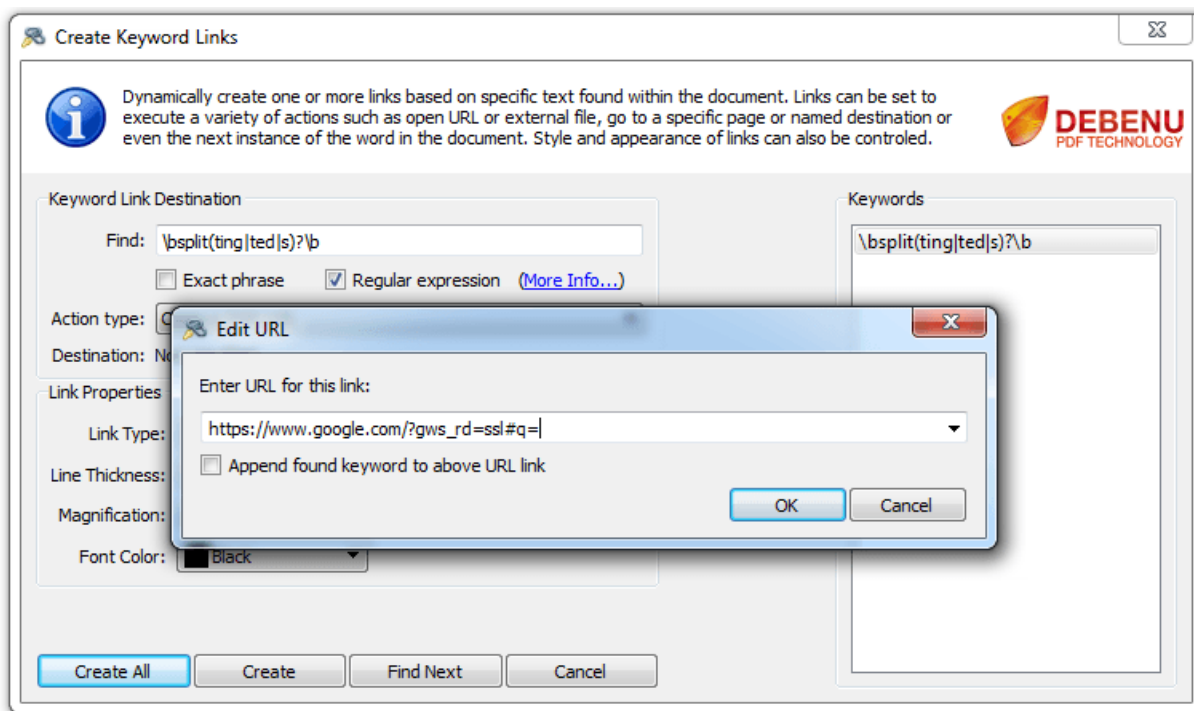 Create Keyword Links
Dynamically create one or more links based on specific text found within the document. Links can be set to
execute a variety of actions such as open URL or external file, go to a specific page or named destination or
even the next instance of the word in the document. Style and appearance of links can also be controled.
DEBENU
PDF TECHNOLOGY
Keyword Link Destination
Find: \bsplit(ting|ted|s)?\b
Exact phrase Regular expression (More Info...)
Action type:
Destination:
Link Properties
Link Type:
Line Thickness:
Magnification:
Font Color: Black
Keywords
\bsplit(ting|ted|s)?\b
Edit URL
Enter URL for this link:
https://www.google.com/?gws_rd=ssl#q=
Append found keyword to above URL link
OK Cancel
Create All Create Find Next Cancel